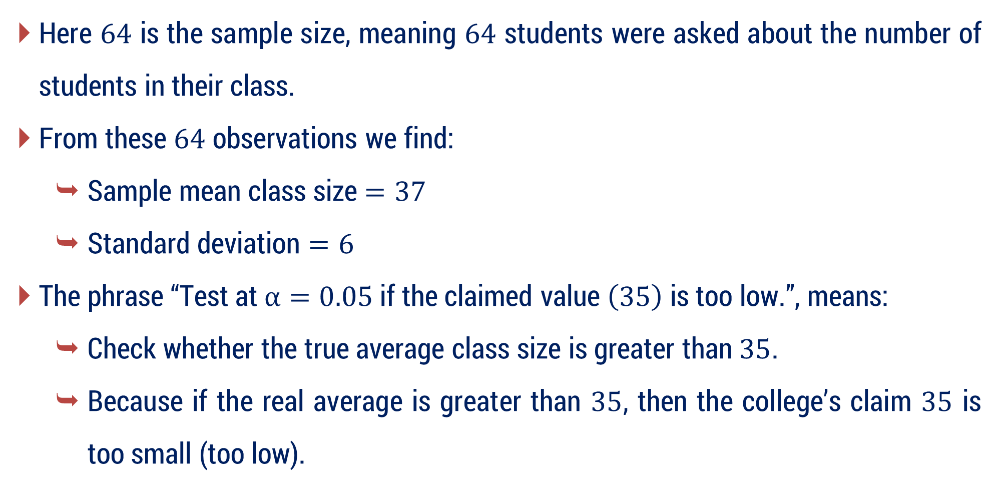 Here 64 is the sample size, meaning 64 students were asked about the number of
students in their class.
From these 64 observations we find:
Sample mean class size = 37
Standard deviation = 6
The phrase “Test at α = 0.05 if the claimed value (35) is too low.”, means:
Check whether the true average class size is greater than 35.
Because if the real average is greater than 35, then the college’s claim 35 is
too small (too low).